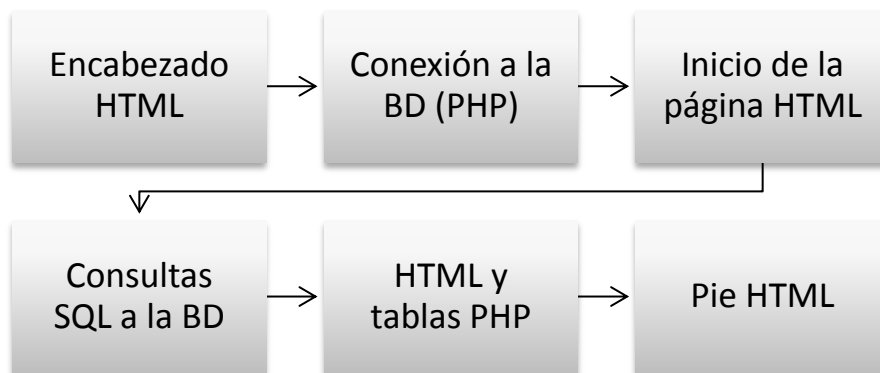 Encabezado
HTML
Conexión a la
BD (PHP)
Inicio de la
página HTML
Consultas
SQL a la BD
HTML y
tablas PHP
Pie HTML